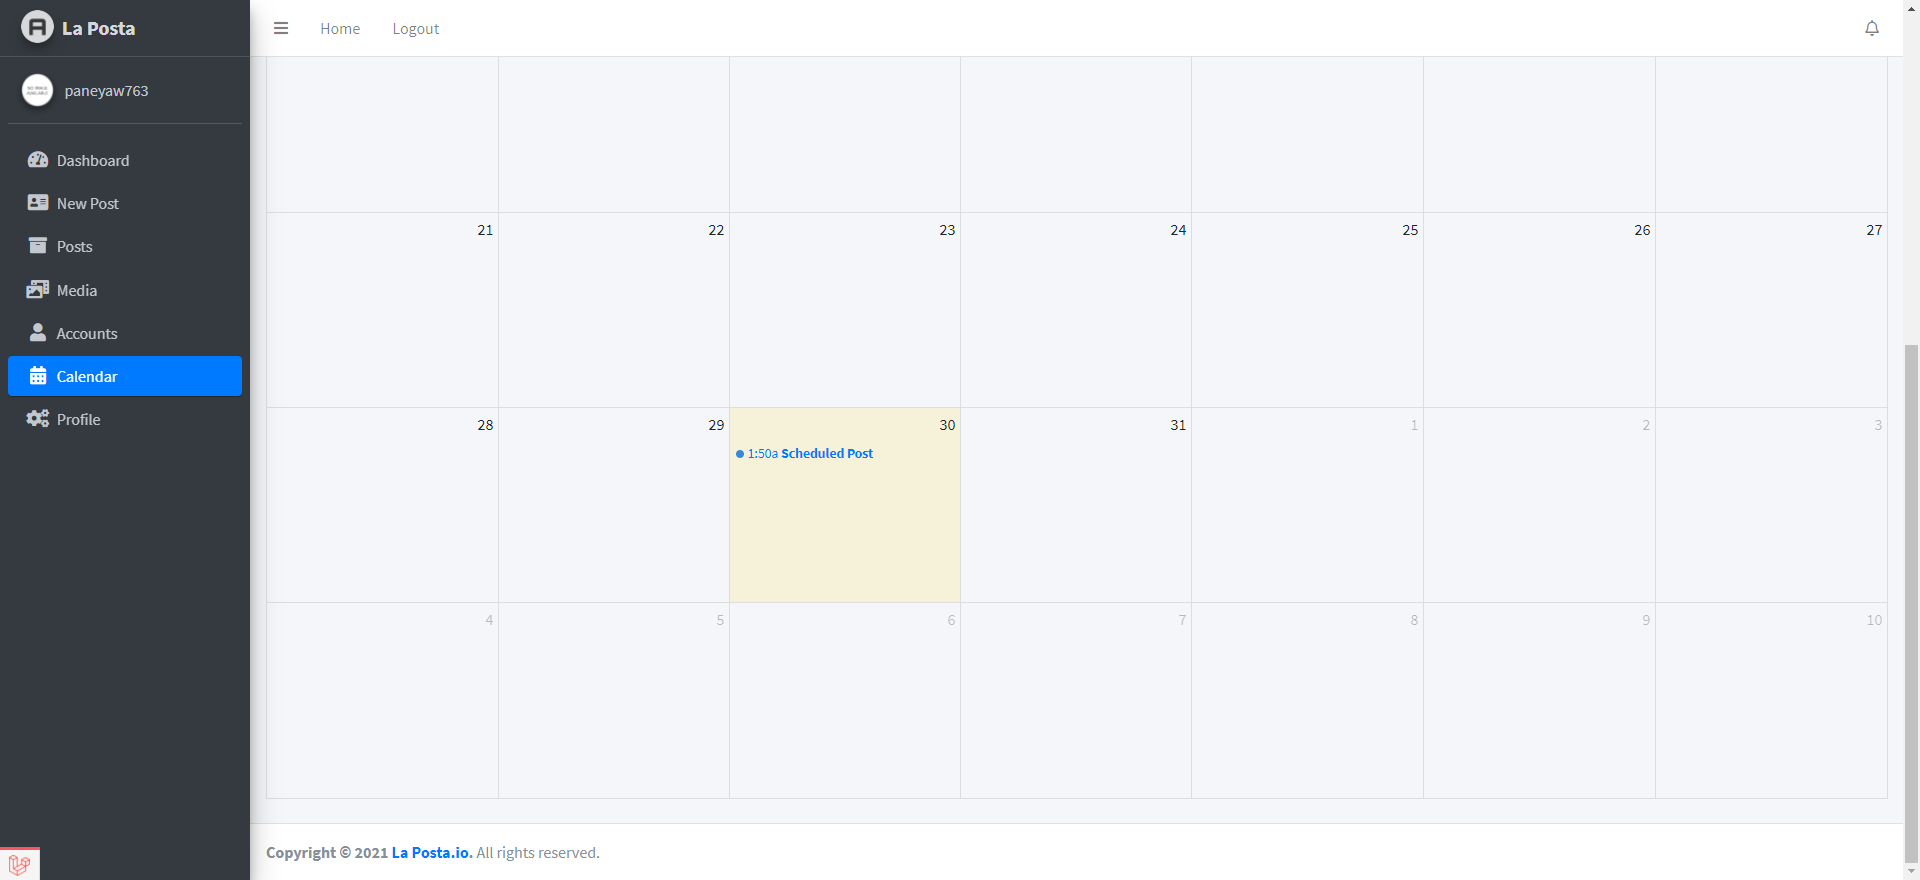 La Posta
Home
Logout
paneyaw763
Dashboard
New Post
Posts
Media
Accounts
Calendar
Profile
21 22 23 24 25 26 27
28 29 30 31 1 2 3
1:50a Scheduled Post
4 5 6 7 8 9 10
Copyright © 2021 La Posta.io. All rights reserved.